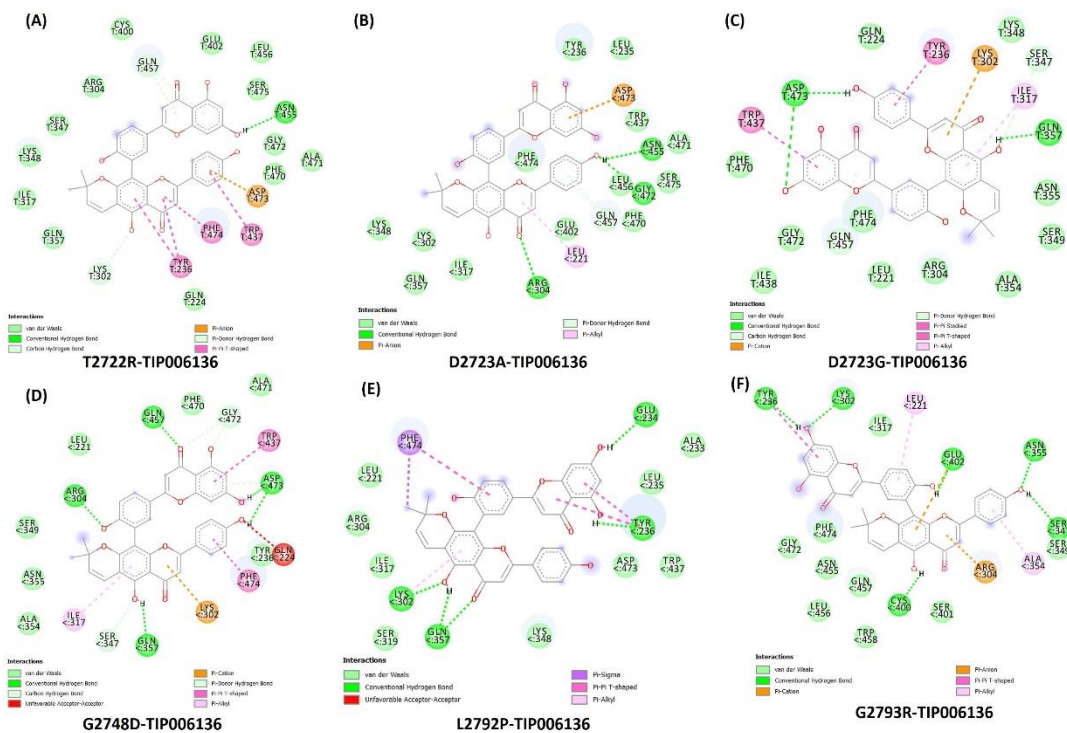 (A)
CYS
T:400
GLU
T:402
LEU
T:456
GLN
T:457
ARG
T:304
SER
T:475
ASN
T:455
H
SER
T:347
GLY
T:472
ALA
T:471
LYS
T:348
PHE
T:470
ASP
T:473
ILE
T:317
PHE
T:474
TRP
T:437
GLN
T:357
LYS
T:302
TYR
T:236
GLN
T:224
Interactions
van der Waals
Conventional Hydrogen Bond
Carbon Hydrogen Bond
Pi-Anion
Pi-Donor Hydrogen Bond
Pi-Pi T-shaped
T2722R-TIP006136
(B)
TYR
<:236
LEU
<:235
ASP
<:473
TRP
<:437
PHE
<:474
H
ASN
<:455
ALA
<:471
LEU
<:456
GLY
<:472
SER
<:475
GLU
<:402
GLN
<:457
PHE
<:470
LYS
<:348
LYS
<:302
LEU
<:221
GLN
<:357
ILE
<:317
ARG
<:304
Interactions
van der Waals
Conventional Hydrogen Bond
Pi-Anion
Pi-Donor Hydrogen Bond
Pi-Alkyl
D2723A-TIP006136
(C)
GLN
T:224
TYR
T:236
LYS
T:302
LYS
T:348
SER
T:347
ASP
T:473
H
ILE
T:317
TRP
T:437
H
GLN
T:357
PHE
T:470
ASN
T:355
PHE
T:474
GLY
T:472
GLN
T:457
SER
T:349
ILE
T:438
LEU
T:221
ARG
T:304
ALA
T:354
Interactions
van der Waals
Conventional Hydrogen Bond
Carbon Hydrogen Bond
Pi-Cation
Pi-Donor Hydrogen Bond
Pi-Pi Stacked
Pi-Pi T-shaped
Pi-Alkyl
D2723G-TIP006136
(D)
GLN
<:457
PHE
<:470
GLY
<:472
ALA
<:471
LEU
<:221
TRP
<:437
ARG
<:304
ASP
<:473
H
H
SER
<:349
TYR
<:236
GLN
<:224
ASN
<:355
PHE
<:474
ALA
<:354
ILE
<:317
LYS
<:302
H
SER
<:347
GLN
<:357
Interactions
van der Waals
Conventional Hydrogen Bond
Carbon Hydrogen Bond
Unfavorable Acceptor-Acceptor
Pi-Cation
Pi-Donor Hydrogen Bond
Pi-Pi T-shaped
Pi-Alkyl
G2748D-TIP006136
(E)
GLU
<:234
H
PHE
<:474
ALA
<:233
LEU
<:221
LEU
<:235
ARG
<:304
H
TYR
<:236
ILE
<:317
ASP
<:473
TRP
<:437
LYS
<:302
H
SER
<:319
GLN
<:357
LYS
<:348
Interactions
van der Waals
Conventional Hydrogen Bond
Unfavorable Acceptor-Acceptor
Pi-Sigma
Pi-Pi T-shaped
Pi-Alkyl
L2792P-TIP006136
(F)
TYR
<:236
LYS
<:302
LEU
<:221
H
ILE
<:317
GLU
<:402
ASN
<:355
H
H
PHE
<:474
SER
<:349
GLY
<:472
ASN
<:455
ARG
<:304
ALA
<:354
GLN
<:457
H
CYS
<:400
SER
<:401
LEU
<:456
TRP
<:458
Interactions
van der Waals
Conventional Hydrogen Bond
Pi-Cation
Pi-Anion
Pi-Pi T-shaped
Pi-Alkyl
G2793R-TIP006136